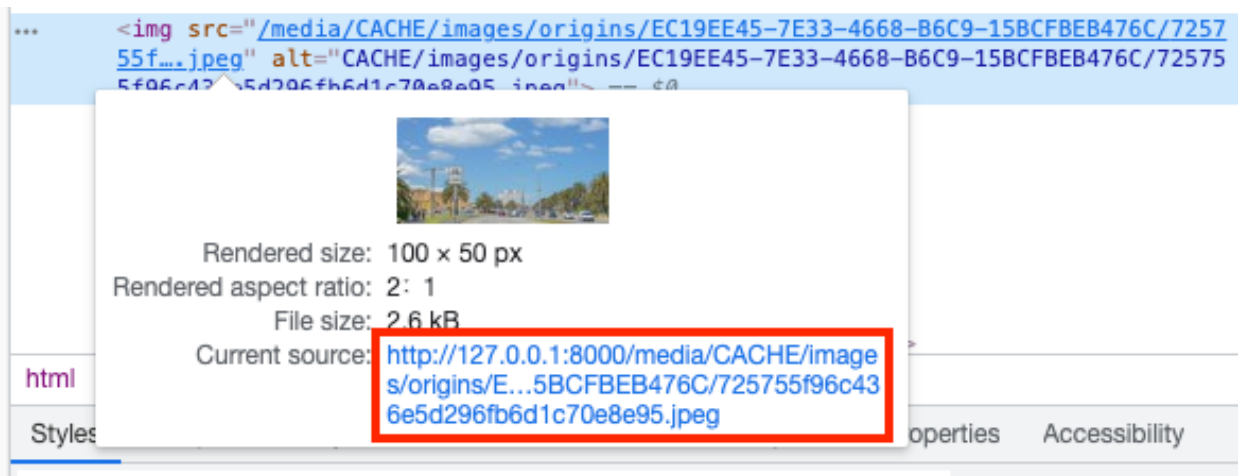 ... <img src="/media/CACHE/images/origins/EC19EE45-7E33-4668-B6C9-15BCFBEB476C/7257
55f….jpeg" alt="CACHE/images/origins/EC19EE45-7E33-4668-B6C9-15BCFBEB476C/72575
5f96c436e5d296fb6d1c70e8e95.jpeg"> == $0
Rendered size: 100 × 50 px
Rendered aspect ratio: 2∶1
File size: 2.6 kB
Current source: http://127.0.0.1:8000/media/CACHE/image
s/origins/E…5BCFBEB476C/725755f96c43
6e5d296fb6d1c70e8e95.jpeg
html
Styles
operties
Accessibility